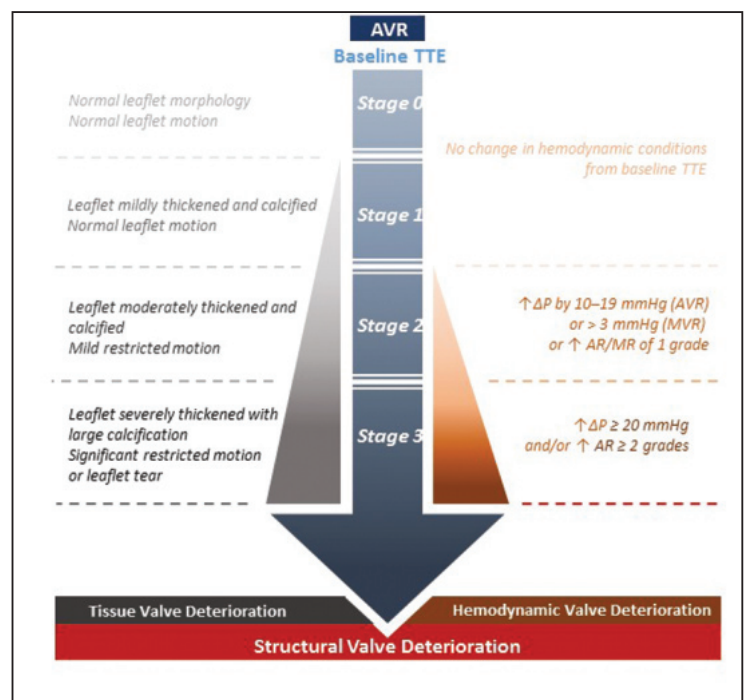 AVR
Baseline TTE
Stage 0
Normal leaflet morphology
Normal leaflet motion
No change in hemodynamic conditions
from baseline TTE
Stage 1
Leaflet mildly thickened and calcified
Normal leaflet motion
Stage 2
Leaflet moderately thickened and
calcified
Mild restricted motion
↑ΔP by 10–19 mmHg (AVR)
or > 3 mmHg (MVR)
or ↑ AR/MR of 1 grade
Stage 3
Leaflet severely thickened with
large calcification
Significant restricted motion
or leaflet tear
↑ΔP ≥ 20 mmHg
and/or ↑ AR ≥ 2 grades
Tissue Valve Deterioration
Hemodynamic Valve Deterioration
Structural Valve Deterioration